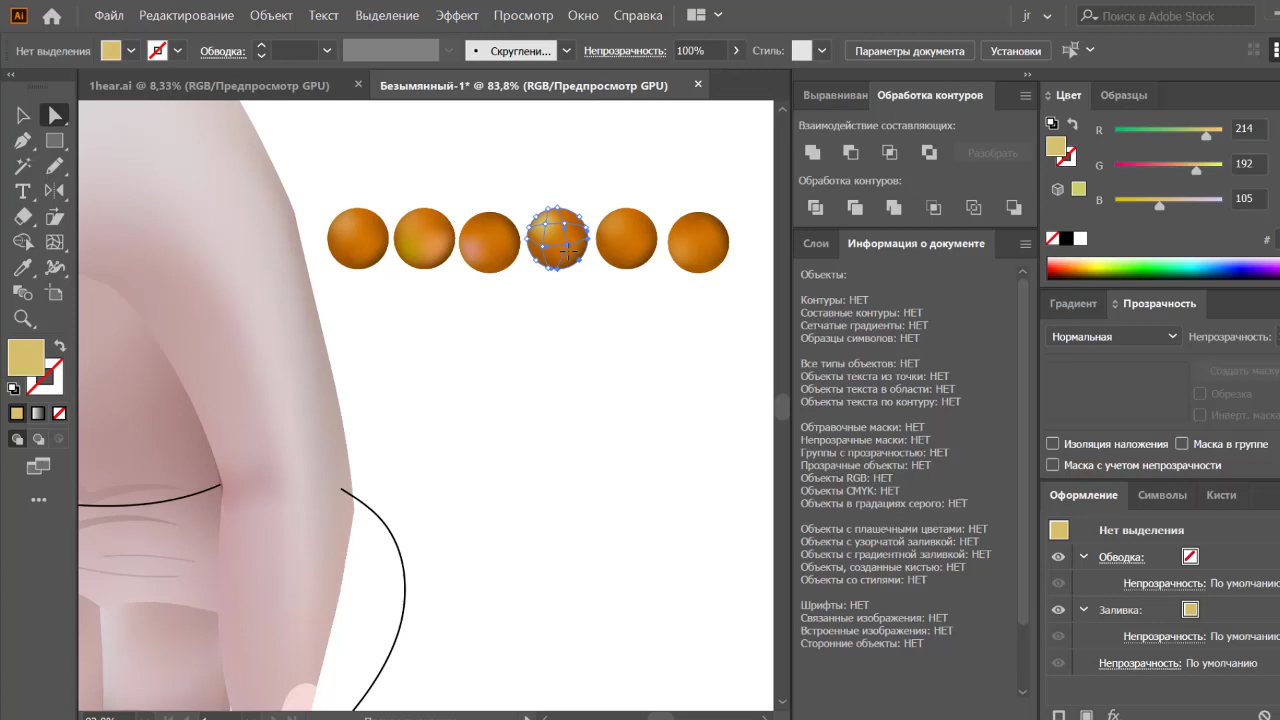 Ai Файл Редактирование Объект Текст Выделение Эффект Просмотр Окно Справка jr Поиск в Adobe Stock
Нет выделения Обводка: Скруглени... Непрозрачность: 100% Стиль: Параметры документа Установки
1hear.ai @ 8,33% (RGB/Предпросмотр GPU) Безымянный-1* @ 83,8% (RGB/Предпросмотр GPU)
Выравниван Обработка контуров
Взаимодействие составляющих:
Разобрать
Обработка контуров:
Слои Информация о документе
Объекты:
Контуры: НЕТ
Составные контуры: НЕТ
Сетчатые градиенты: НЕТ
Образцы символов: НЕТ
Все типы объектов: НЕТ
Объекты текста из точки: НЕТ
Объекты текста в области: НЕТ
Объекты текста по контуру: НЕТ
Обтравочные маски: НЕТ
Непрозрачные маски: НЕТ
Группы с прозрачностью: НЕТ
Прозрачные объекты: НЕТ
Объекты RGB: НЕТ
Объекты CMYK: НЕТ
Объекты в градациях серого: НЕТ
Объекты с плашечными цветами: НЕТ
Объекты с узорчатой заливкой: НЕТ
Объекты с градиентной заливкой: НЕТ
Объекты, созданные кистью: НЕТ
Объекты со стилями: НЕТ
Шрифты: НЕТ
Связанные изображения: НЕТ
Встроенные изображения: НЕТ
Сторонние объекты: НЕТ
Цвет Образцы
R 214
G 192
B 105
Градиент Прозрачность
Нормальная Непрозрачность:
Создать маску
Обрезка
Инверт. маска
Изоляция наложения Маска в группе
Маска с учетом непрозрачности
Оформление Символы Кисти
Нет выделения
Обводка:
Непрозрачность: По умолчанию
Заливка:
Непрозрачность: По умолчанию
Непрозрачность: По умолчанию
fx